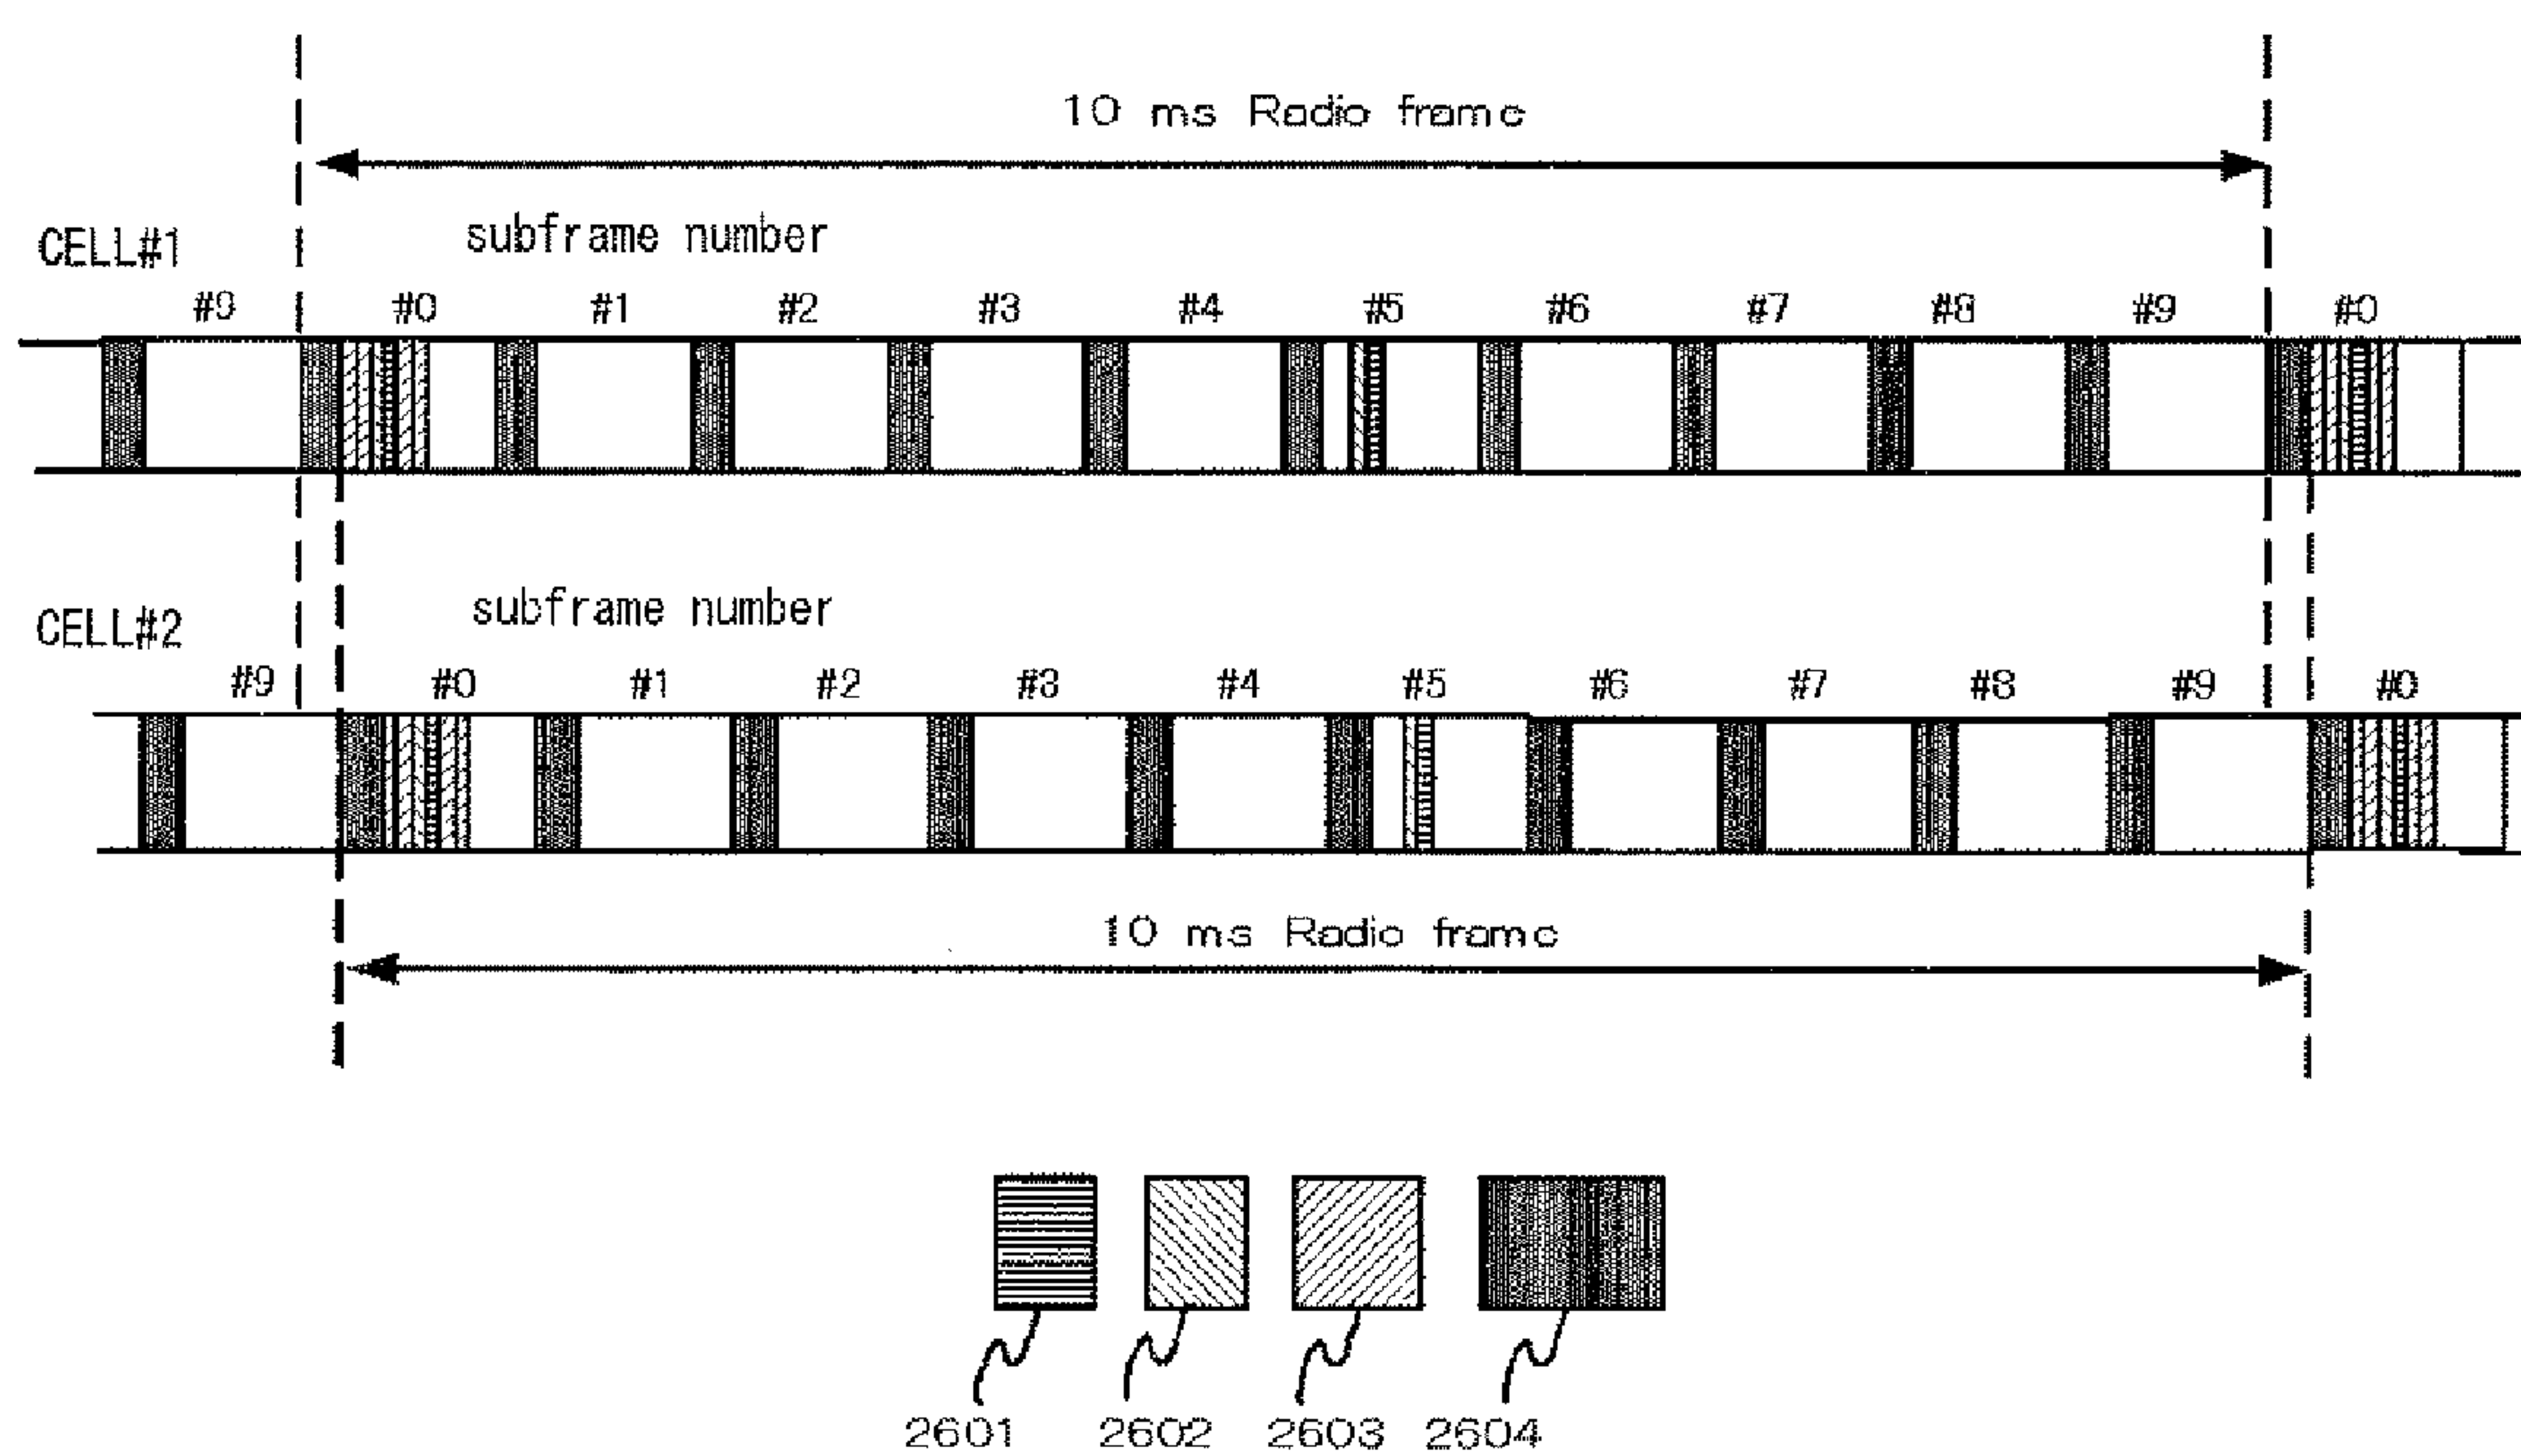 10 ms Radio frame
CELL#1
subframe number
#9 #0 #1 #2 #3 #4 #5 #6 #7 #8 #9 #0
CELL#2
subframe number
#9 #0 #1 #2 #3 #4 #5 #6 #7 #8 #9 #0
10 ms Radio frame
2601 2602 2603 2604